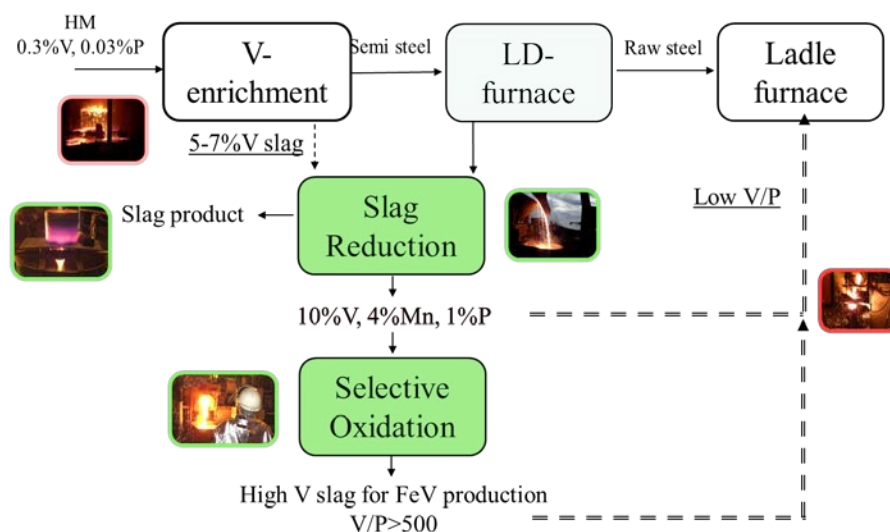 HM
0.3%V, 0.03%P
V-
enrichment
Semi steel
LD-
furnace
Raw steel
Ladle
furnace
5-7%V slag
Slag product
Slag
Reduction
Low V/P
10%V, 4%Mn, 1%P
Selective
Oxidation
High V slag for FeV production
V/P>500